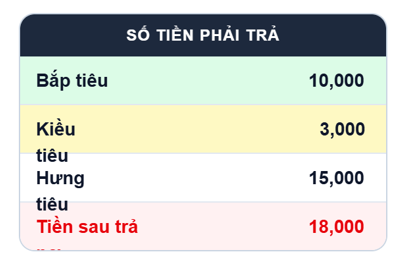 SỐ TIỀN PHẢI TRẢ
Bắp tiêu 10,000
Kiều 3,000
tiêu
Hưng 15,000
tiêu
Tiền sau trả 18,000